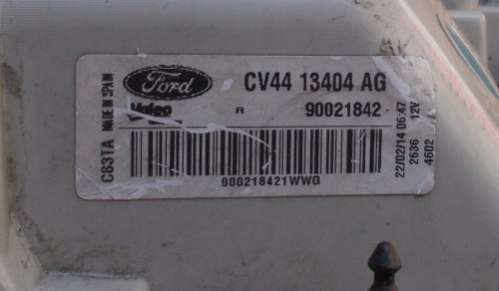 Ford
CV44 13404 AG
Valeo
R
90021842
900218421WWG
MADE IN SPAIN
C63TA
22/02/14 06:47
2636
12V
4602